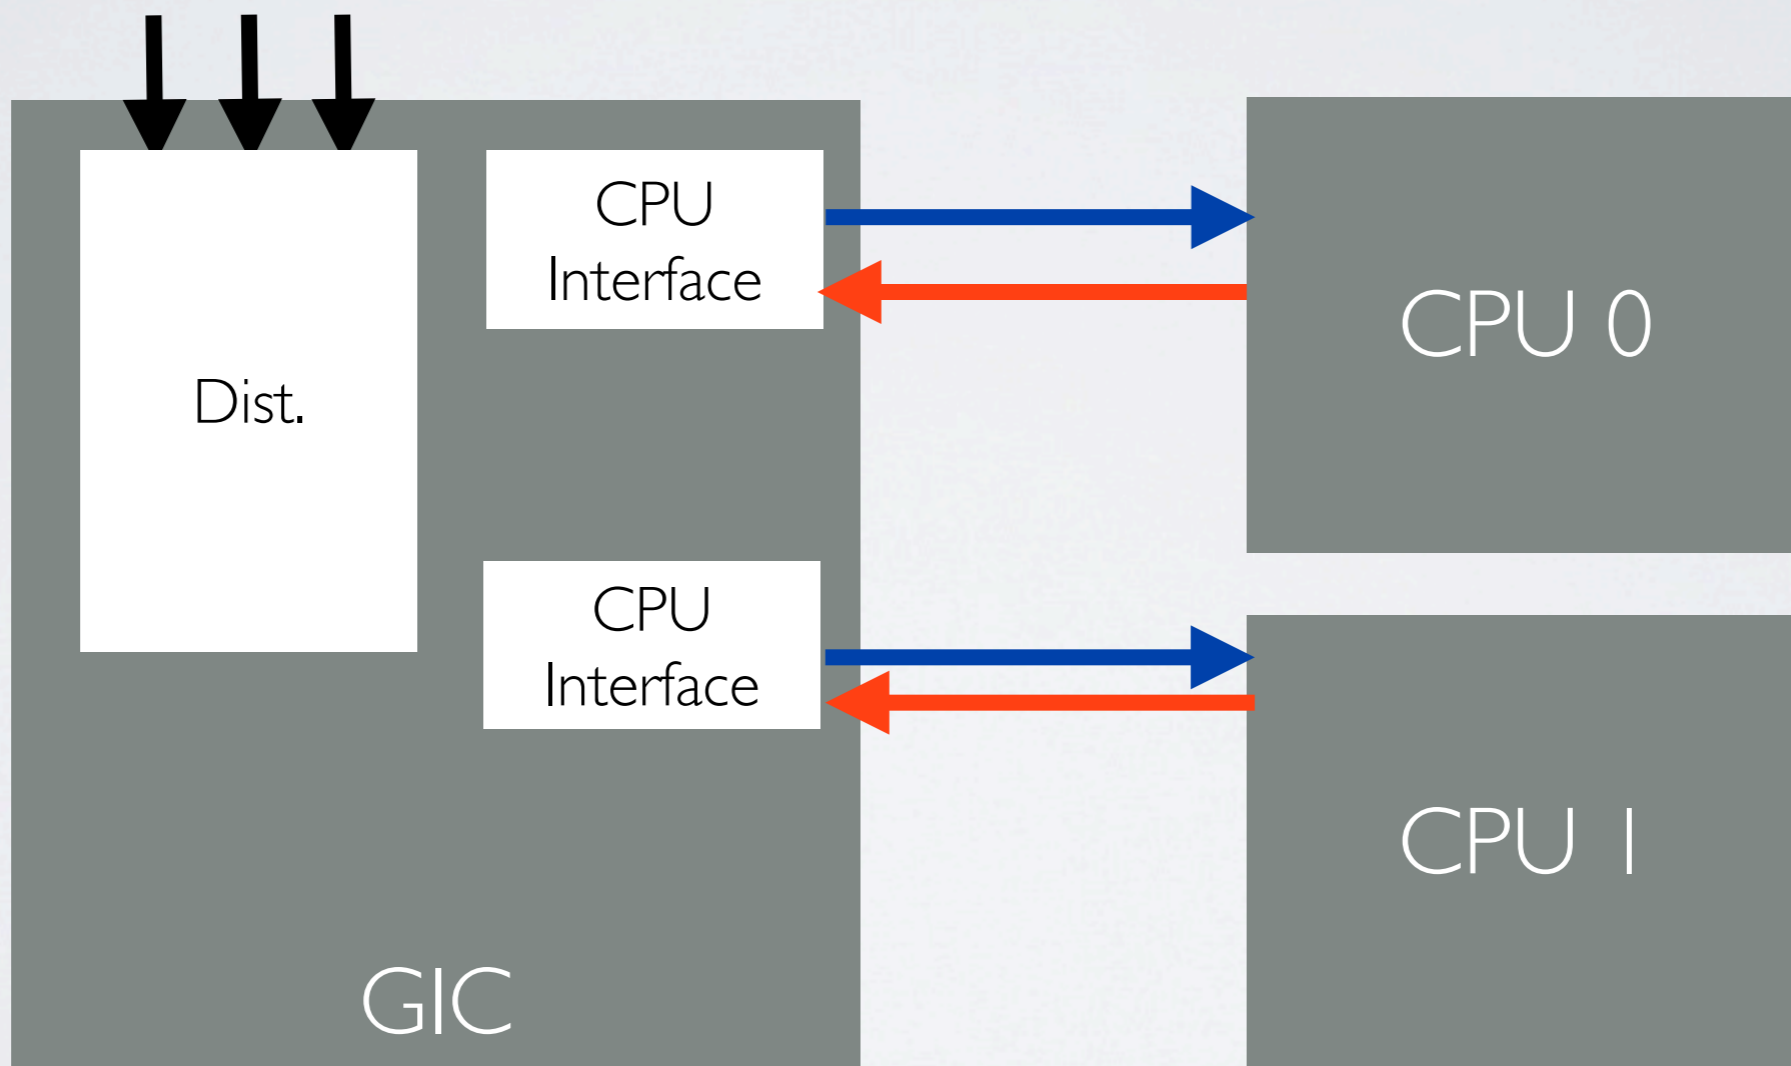 CPU
Interface
CPU 0
Dist.
CPU
Interface
CPU 1
GIC